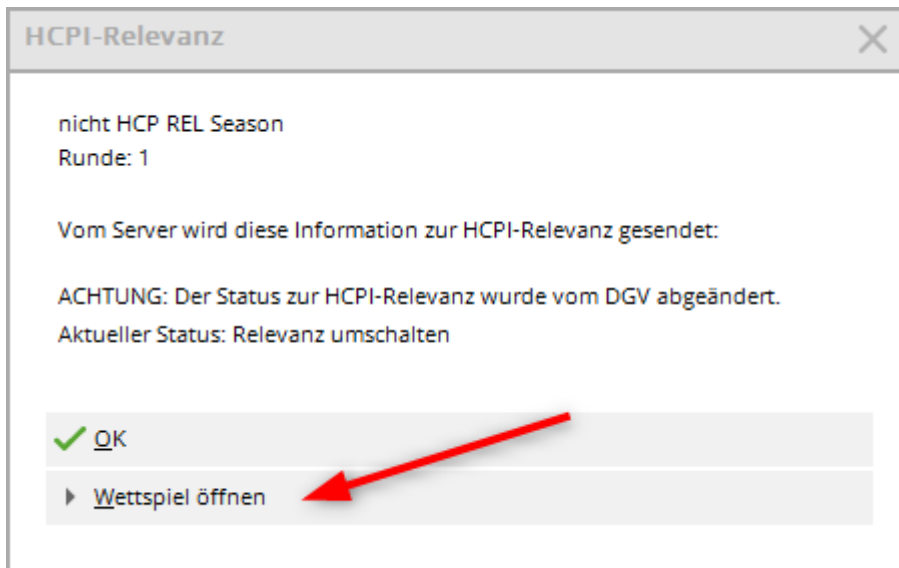 HCPI-Relevanz
nicht HCP REL Season
Runde: 1
Vom Server wird diese Information zur HCPI-Relevanz gesendet:
ACHTUNG: Der Status zur HCPI-Relevanz wurde vom DGV abgeändert.
Aktueller Status: Relevanz umschalten
OK
Wettspiel öffnen